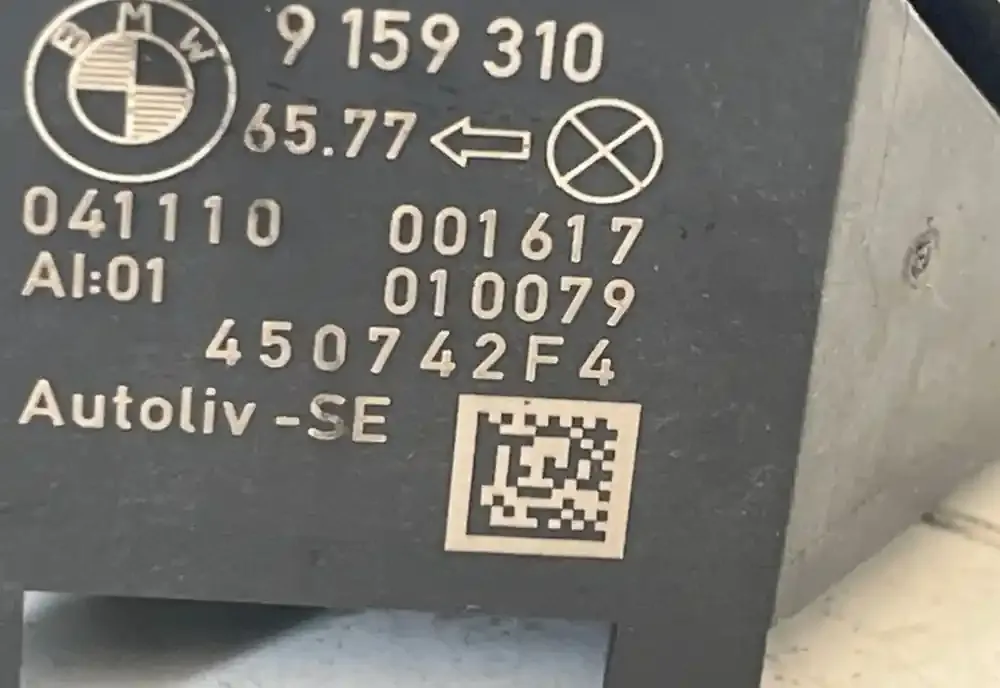 BMW
9 159 310
65.77
041110 001617
AI:01 010079
450742F4
Autoliv -SE